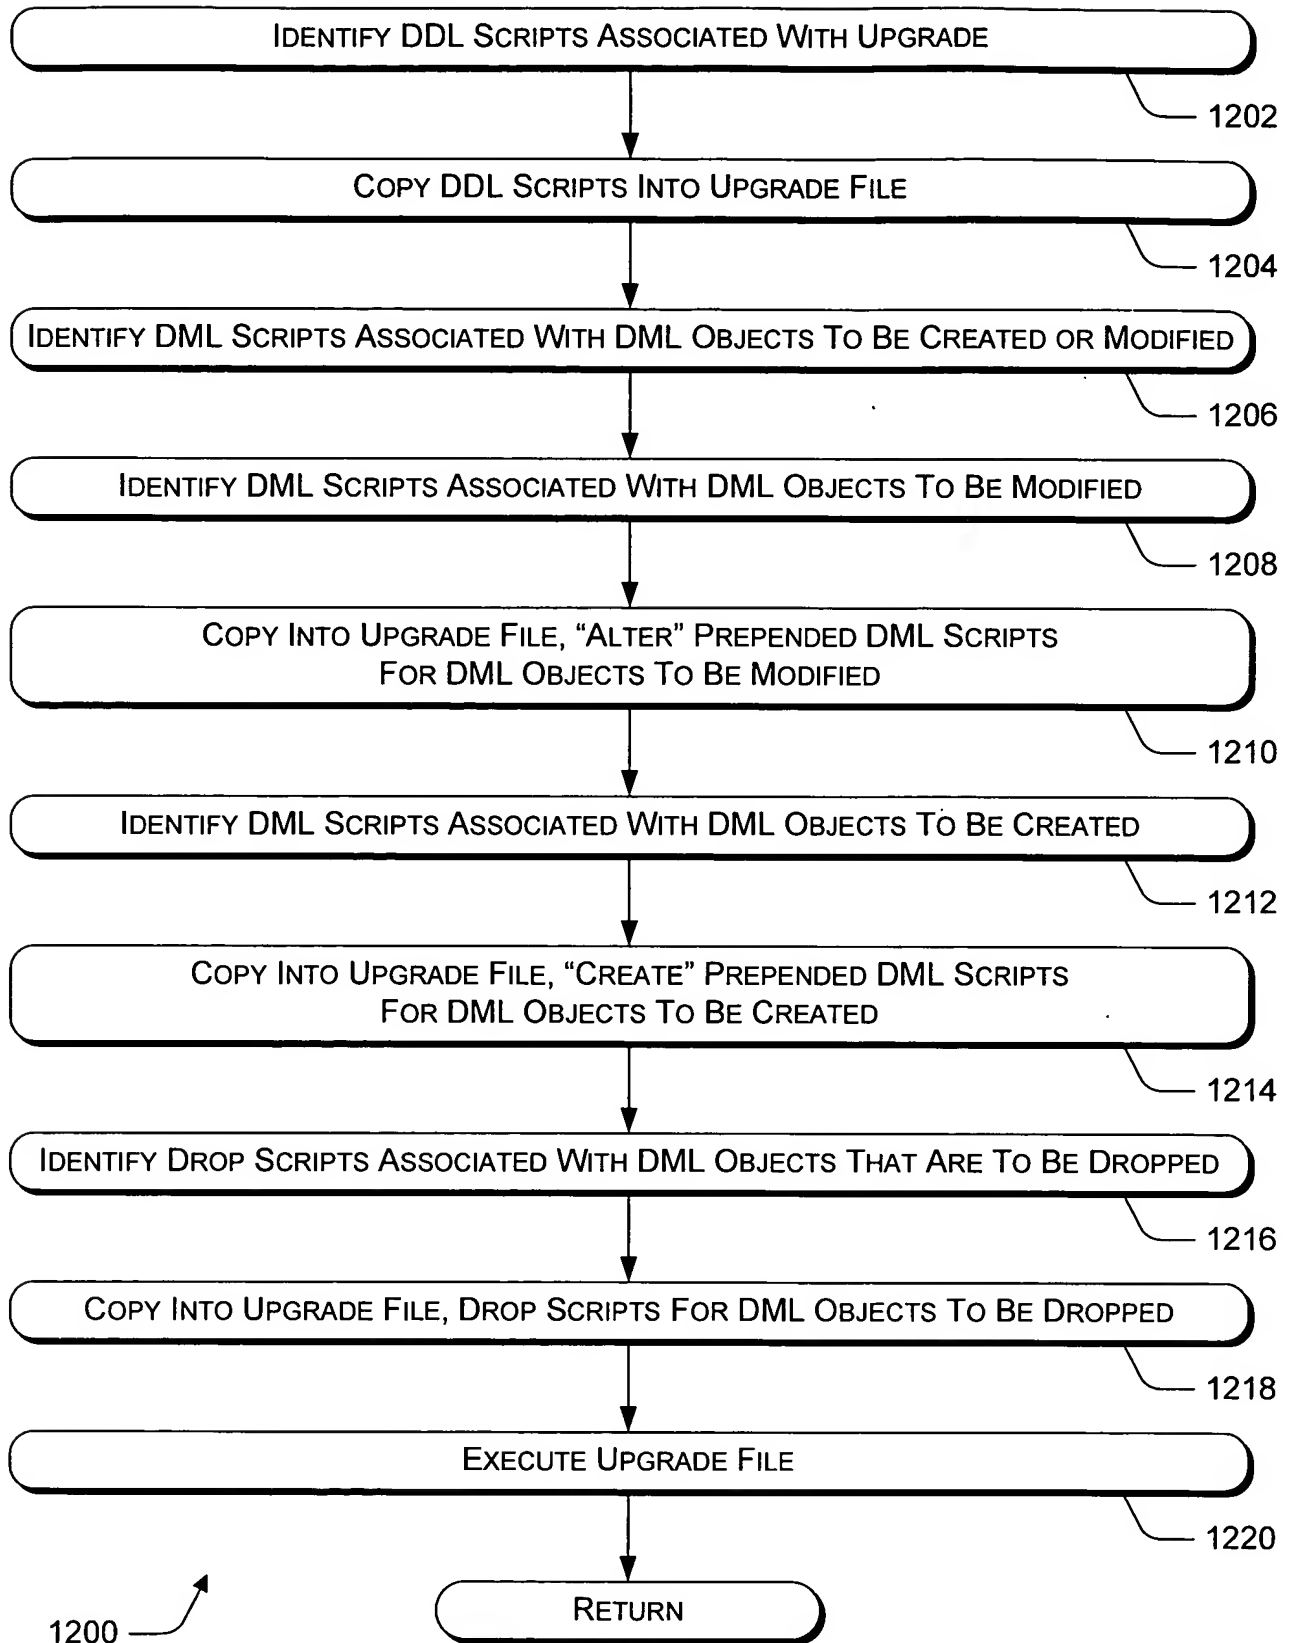 IDENTIFY DDL SCRIPTS ASSOCIATED WITH UPGRADE
1202
COPY DDL SCRIPTS INTO UPGRADE FILE
1204
IDENTIFY DML SCRIPTS ASSOCIATED WITH DML OBJECTS TO BE CREATED OR MODIFIED
1206
IDENTIFY DML SCRIPTS ASSOCIATED WITH DML OBJECTS TO BE MODIFIED
1208
COPY INTO UPGRADE FILE, “ALTER” PREPENDED DML SCRIPTS
FOR DML OBJECTS TO BE MODIFIED
1210
IDENTIFY DML SCRIPTS ASSOCIATED WITH DML OBJECTS TO BE CREATED
1212
COPY INTO UPGRADE FILE, “CREATE” PREPENDED DML SCRIPTS
FOR DML OBJECTS TO BE CREATED
1214
IDENTIFY DROP SCRIPTS ASSOCIATED WITH DML OBJECTS THAT ARE TO BE DROPPED
1216
COPY INTO UPGRADE FILE, DROP SCRIPTS FOR DML OBJECTS TO BE DROPPED
1218
EXECUTE UPGRADE FILE
1220
RETURN
1200